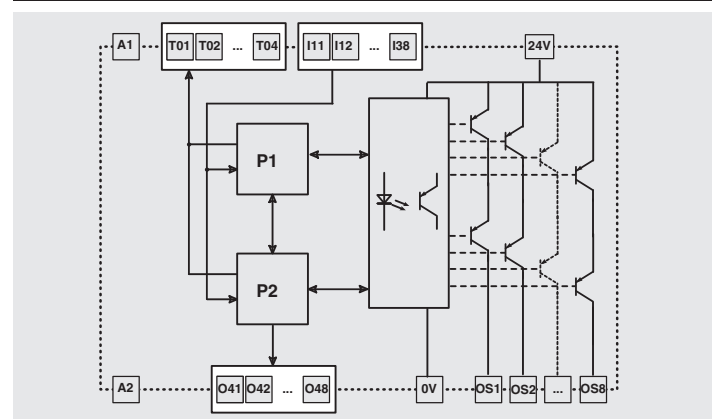 A1 T01 T02 ... T04 I11 I12 ... I38 24V
P1
P2
A2 O41 O42 ... O48 0V OS1 OS2 ... OS8